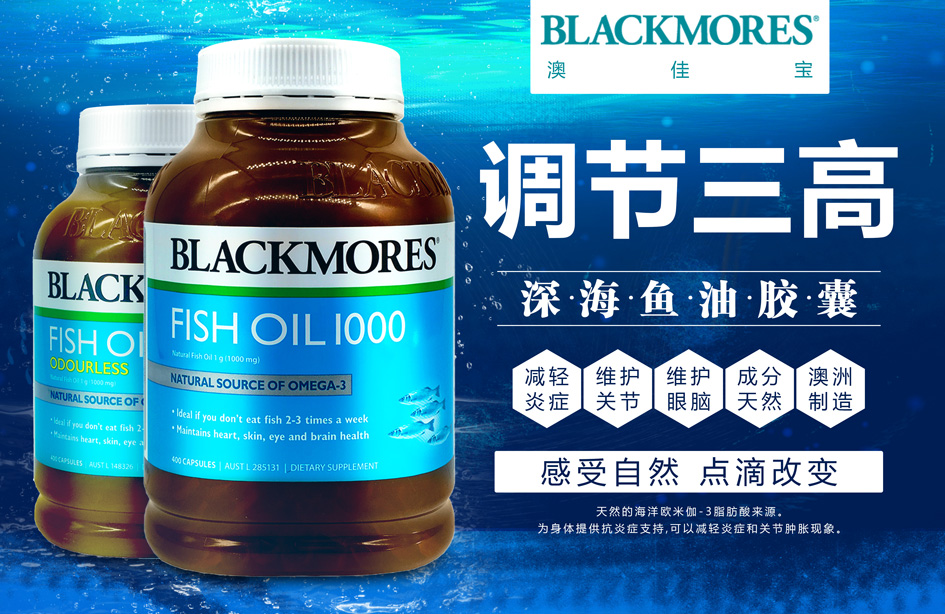 BLACKMORES®
澳佳宝
调节三高
深·海·鱼·油·胶·囊
减轻
炎症
维护
关节
维护
眼脑
成分
天然
澳洲
制造
感受自然 点滴改变
天然的海洋欧米伽-3脂肪酸来源。
为身体提供抗炎症支持,可以减轻炎症和关节肿胀现象。
BLACKMORES®
FISH OIL 1000
Natural Fish Oil 1 g (1000 mg)
NATURAL SOURCE OF OMEGA-3
• Ideal if you don't eat fish 2-3 times a week
• Maintains heart, skin, eye and brain health
400 CAPSULES | AUST L 285131 | DIETARY SUPPLEMENT
BLACK
FISH OI
ODOURLESS
Natural Fish Oil 1 g (1000 mg)
NATURAL SOURCE OF
• Ideal if you don't eat fish 2-
• Maintains heart, skin, eye a
400 CAPSULES | AUST L 148326